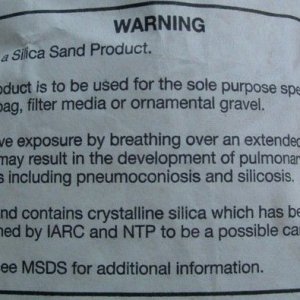 WARNING
a Silica Sand Product.
oduct is to be used for the sole purpose spe
bag, filter media or ornamental gravel.
ve exposure by breathing over an extended
may result in the development of pulmonar
s including pneumoconiosis and silicosis.
nd contains crystalline silica which has be
ned by IARC and NTP to be a possible ca
ee MSDS for additional information.